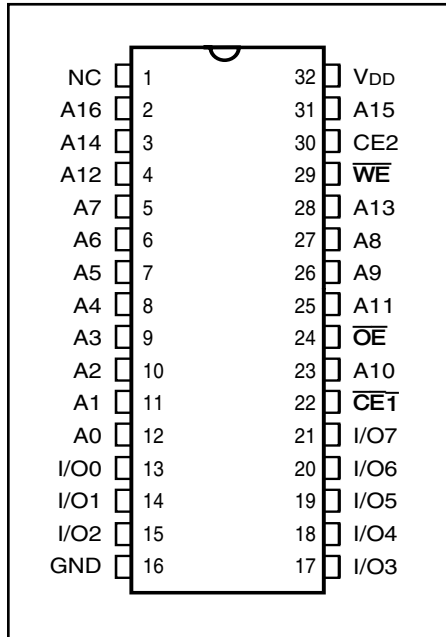 NC 1 32 VDD
A16 2 31 A15
A14 3 30 CE2
A12 4 29 W̅E̅
A7 5 28 A13
A6 6 27 A8
A5 7 26 A9
A4 8 25 A11
A3 9 24 O̅E̅
A2 10 23 A10
A1 11 22 C̅E̅1̅
A0 12 21 I/O7
I/O0 13 20 I/O6
I/O1 14 19 I/O5
I/O2 15 18 I/O4
GND 16 17 I/O3